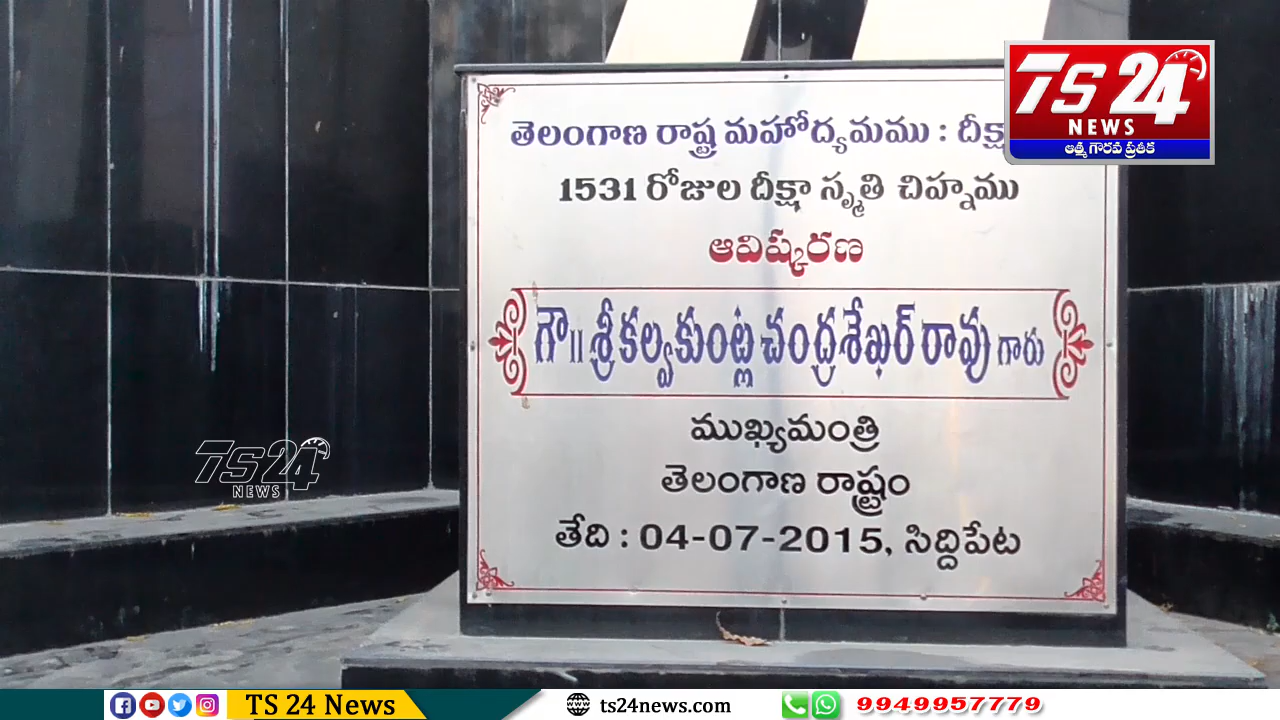 తెలంగాణ రాష్ట్ర మహోద్యమము :
1531 రోజుల దీక్షా స్మృతి చిహ్నము
ఆవిష్కరణ
గౌ|| శ్రీ కల్వకుంట్ల చంద్రశేఖర్ రావు గారు
ముఖ్యమంత్రి
తెలంగాణ రాష్ట్రం
తేది : 04-07-2015, సిద్దిపేట
TS 24
NEWS
ఆత్మ గౌరవ ప్రతీక
TS 24
NEWS
TS 24 News
ts24news.com
9949957779